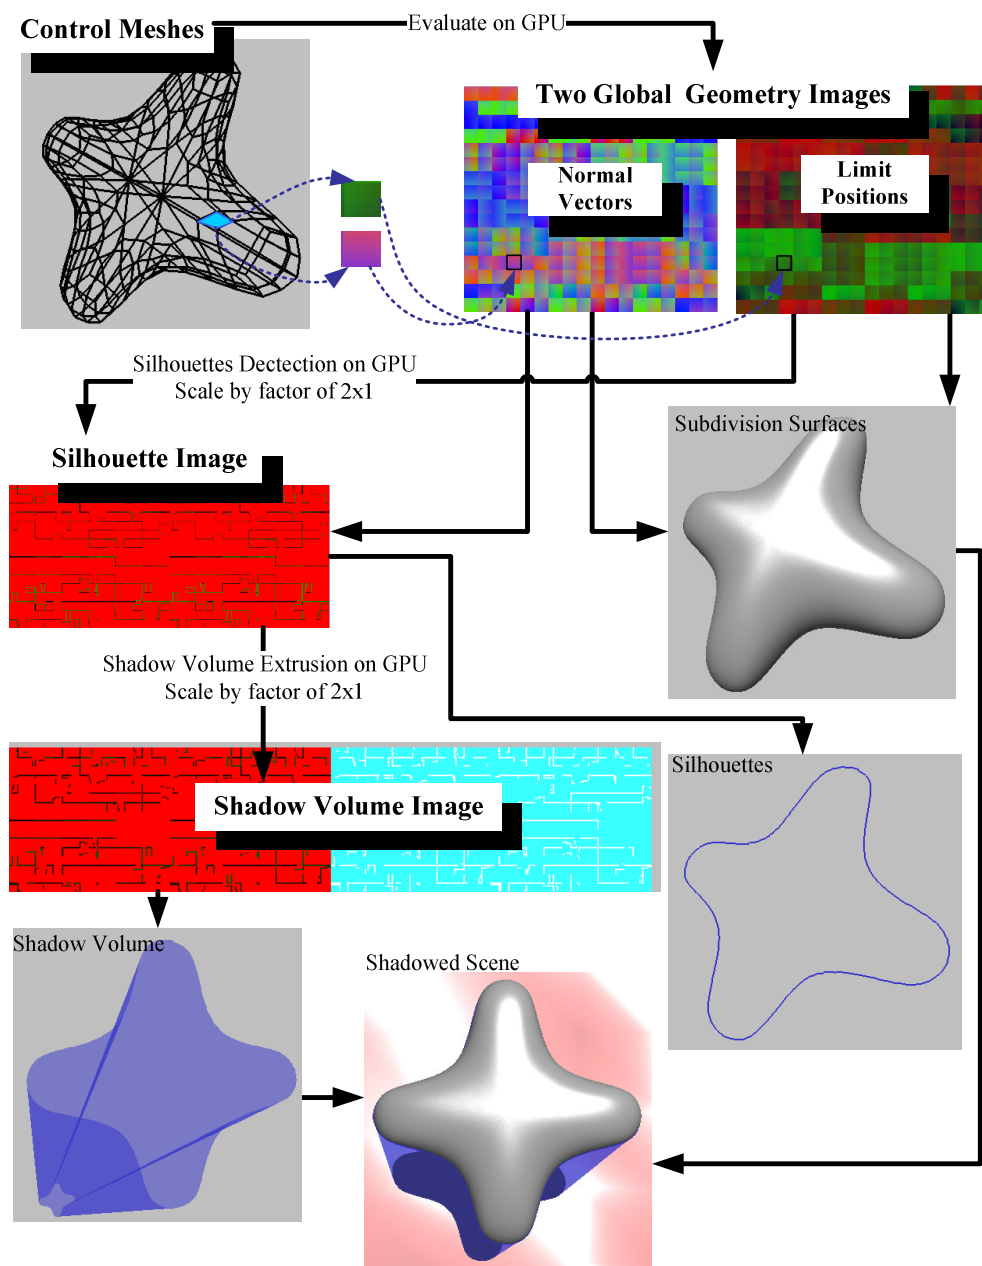 Control Meshes
Evaluate on GPU
Two Global Geometry Images
Normal
Vectors
Limit
Positions
Silhouettes Dectection on GPU
Scale by factor of 2x1
Subdivision Surfaces
Silhouette Image
Shadow Volume Extrusion on GPU
Scale by factor of 2x1
Silhouettes
Shadow Volume Image
Shadow Volume
Shadowed Scene